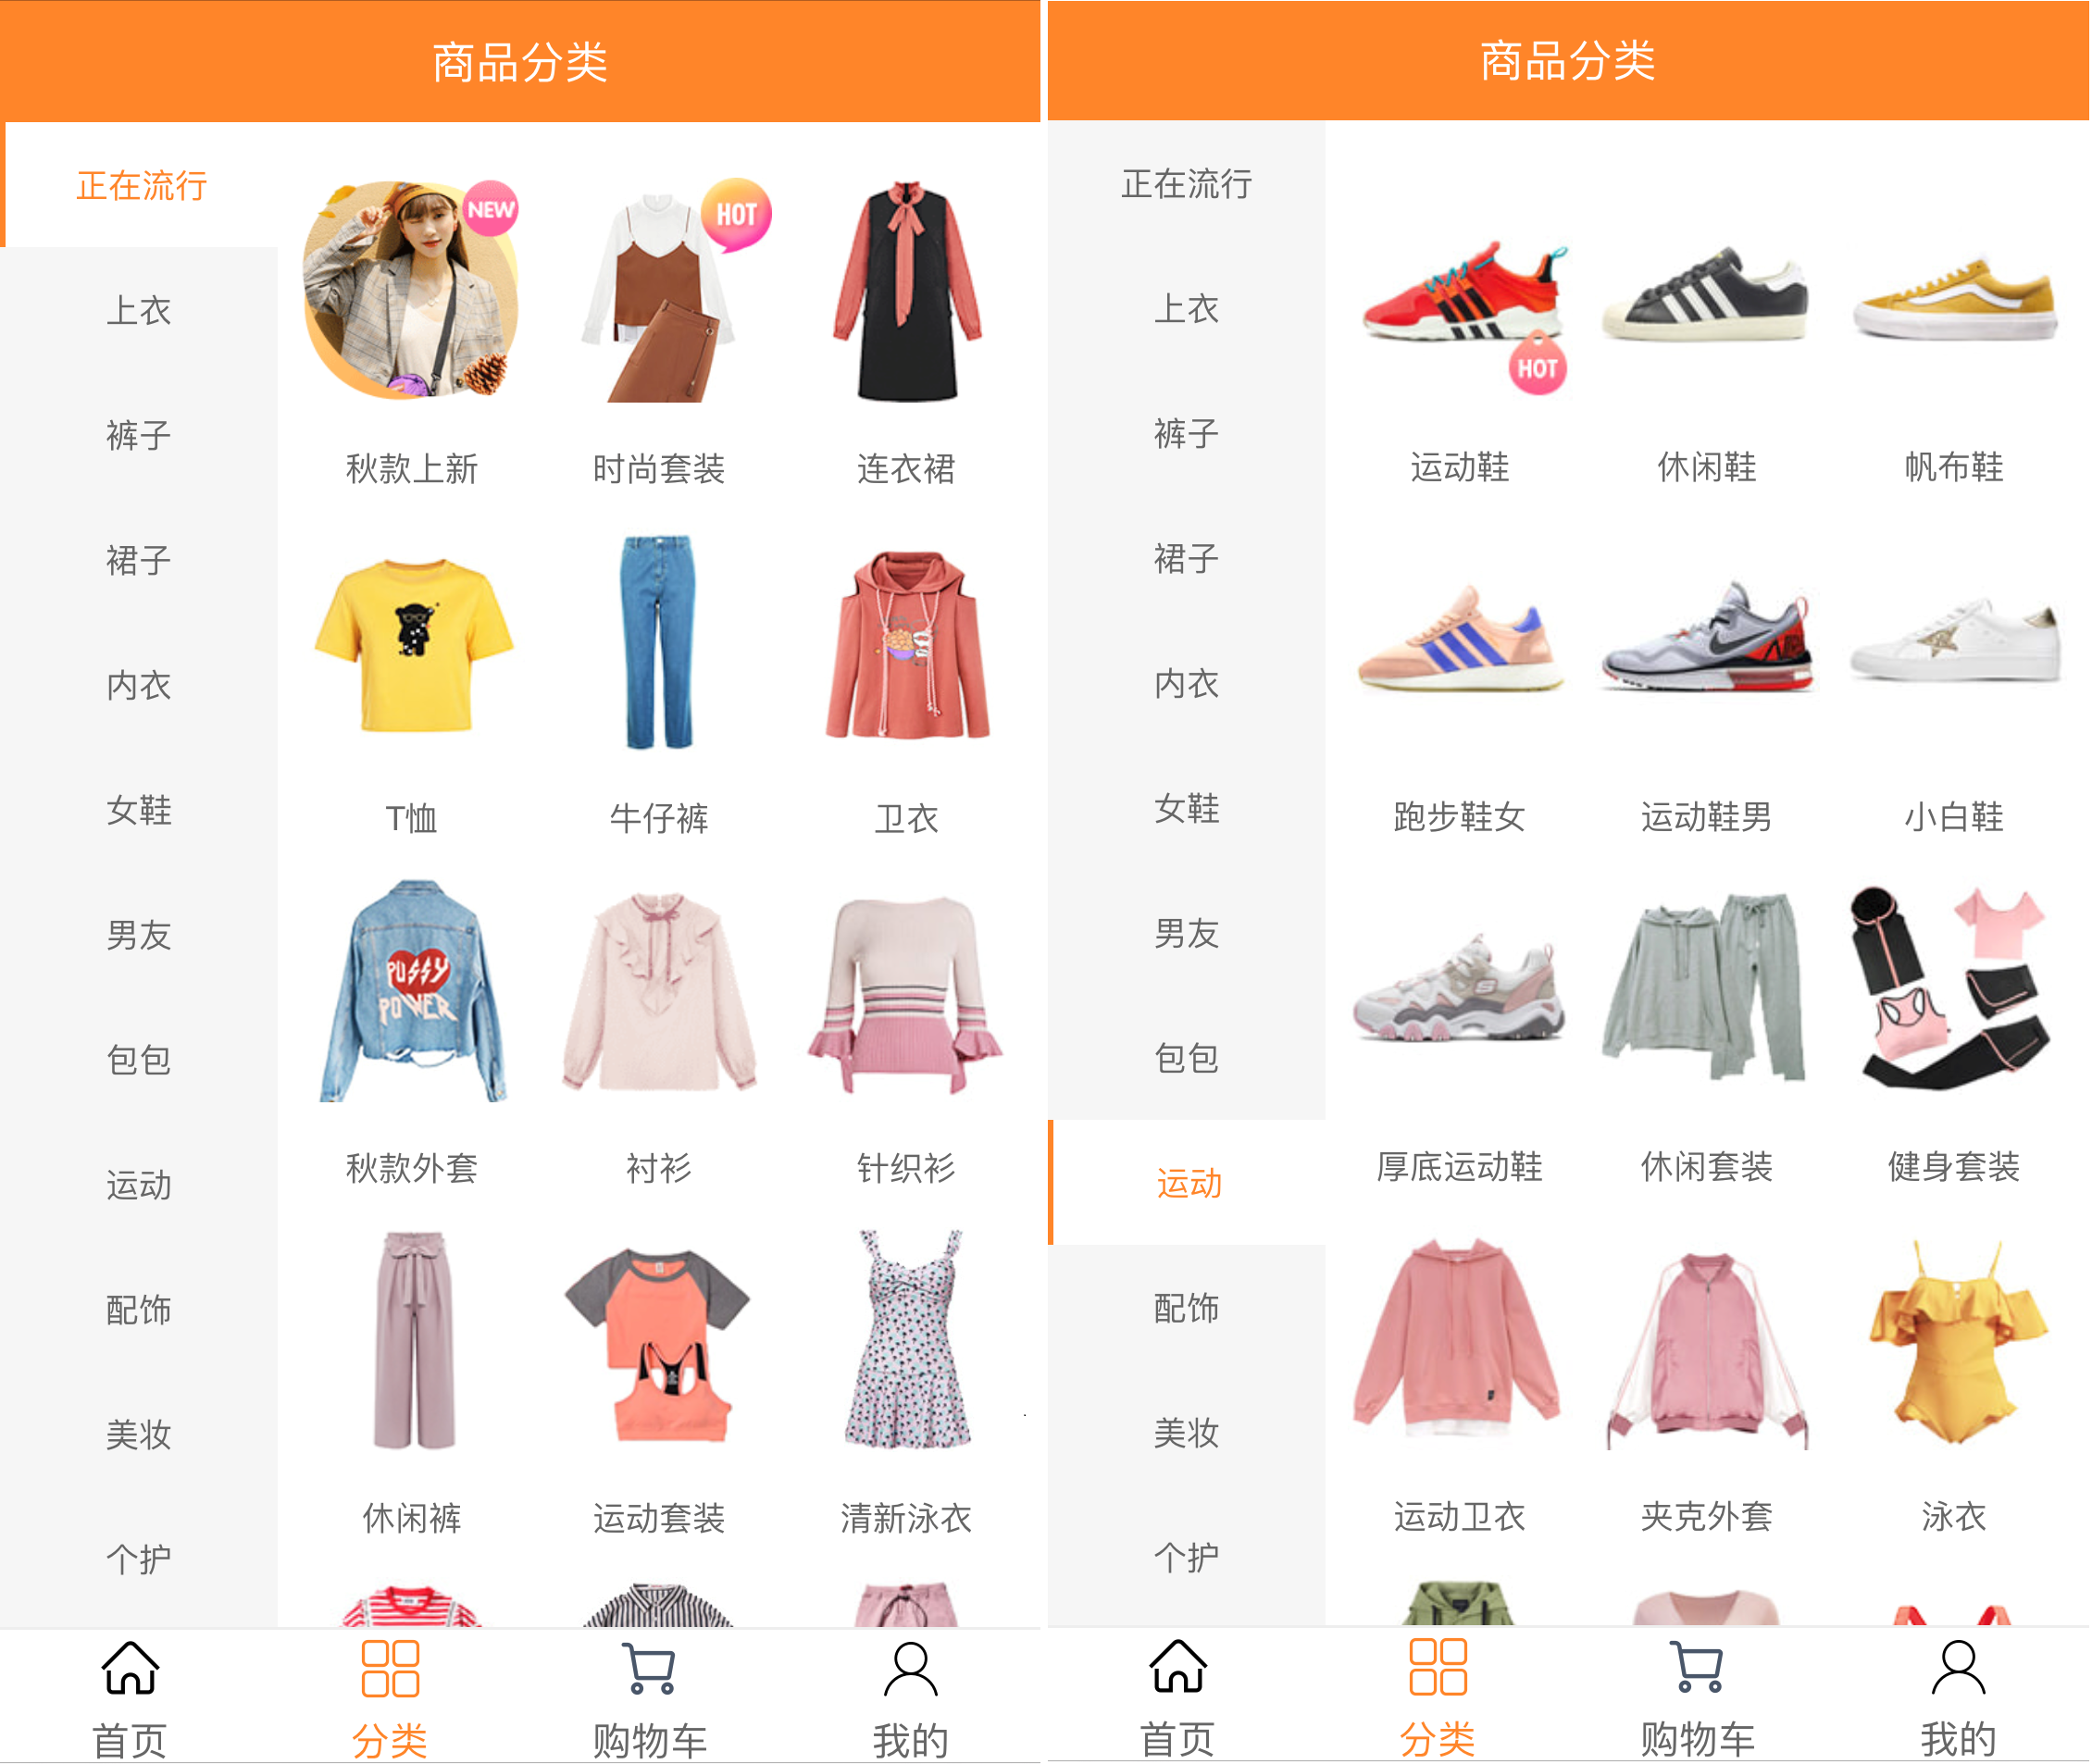 商品分类
正在流行
上衣
裤子
裙子
内衣
女鞋
男友
包包
运动
配饰
美妆
个护
NEW
HOT
秋款上新
时尚套装
连衣裙
T恤
牛仔裤
卫衣
PUSSY
POWER
秋款外套
衬衫
针织衫
休闲裤
运动套装
清新泳衣
首页
分类
购物车
我的
商品分类
正在流行
上衣
裤子
裙子
内衣
女鞋
男友
包包
运动
配饰
美妆
个护
HOT
运动鞋
休闲鞋
帆布鞋
跑步鞋女
运动鞋男
小白鞋
S
厚底运动鞋
休闲套装
健身套装
运动卫衣
夹克外套
泳衣
首页
分类
购物车
我的